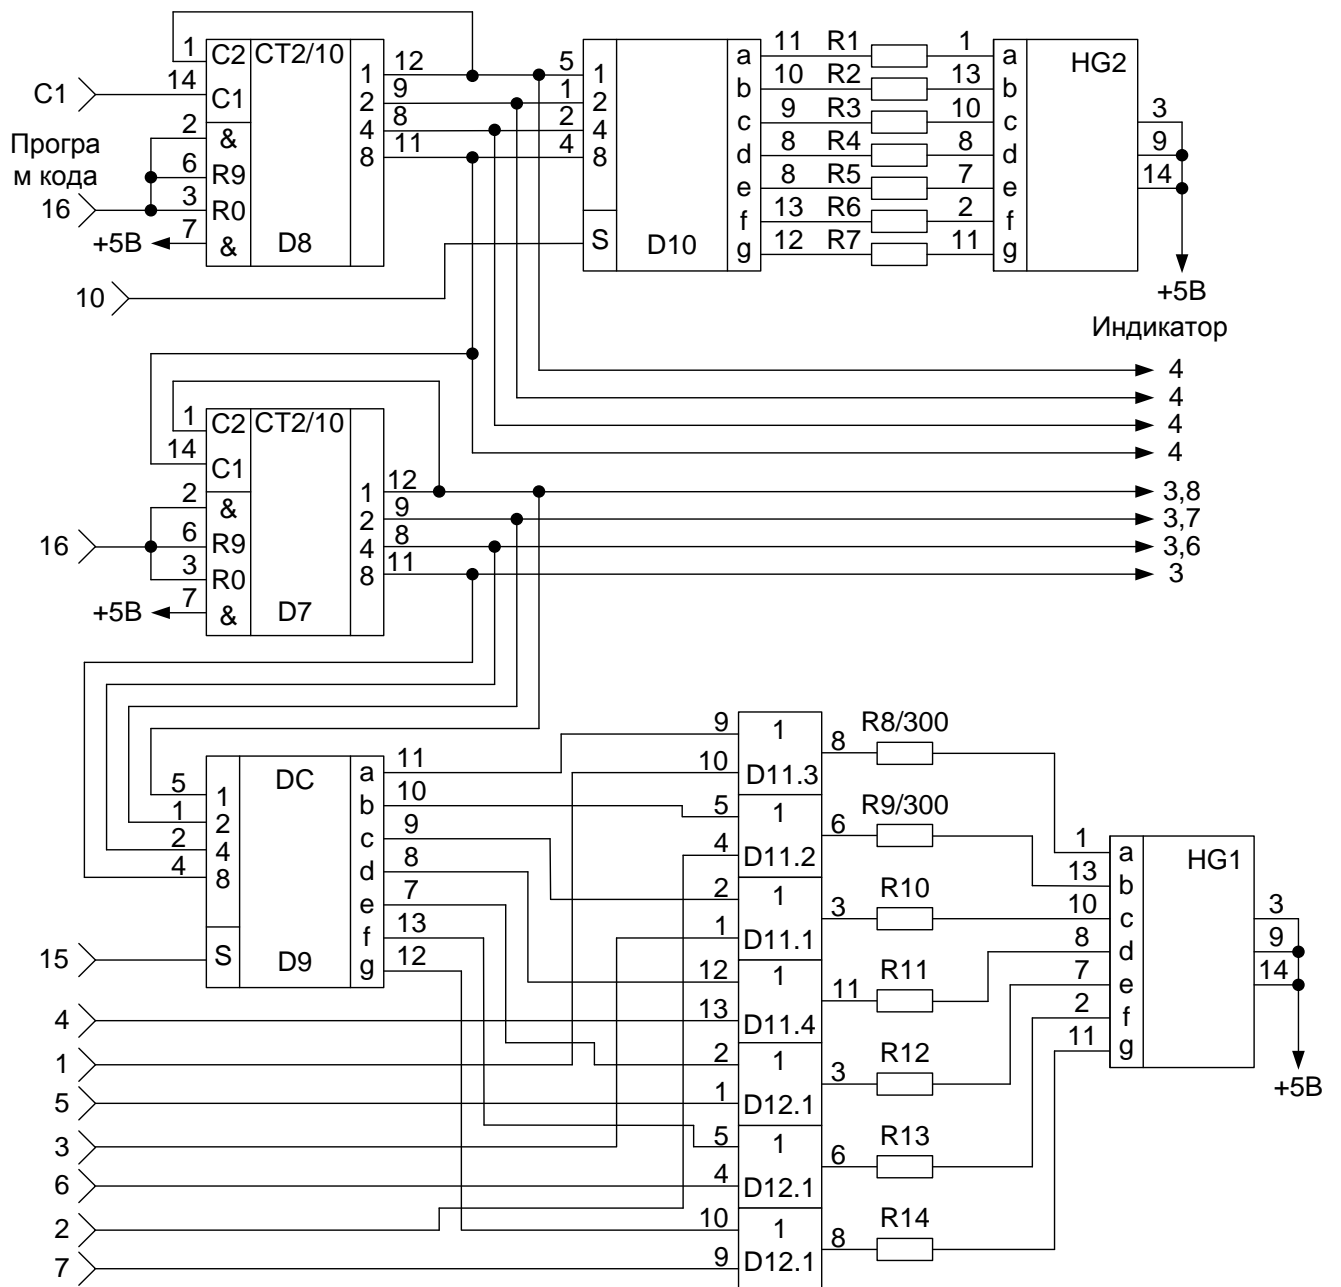 1 C2 CT2/10 1 12
C1 14 C1 2 9
2 & 4 8
Програ
м кода
6 R9 8 11
16 3 R0
+5В 7 & D8
10
5 1 a 11 R1 1 a HG2
1 2 b 10 R2 13 b
2 4 c 9 R3 10 c 3
4 8 d 8 R4 8 d 9
e 8 R5 7 e 14
f 13 R6 2 f
S D10 g 12 R7 11 g
+5В
Индикатор
4
4
4
4
1 C2 CT2/10
14 C1
2 & 1 12 3,8
6 R9 2 9 3,7
16 4 8 3,6
3 R0 8 11 3
+5В 7 & D7
5 1 DC a 11
1 2 b 10
2 4 c 9
4 8 d 8
e 7
f 13
15 S D9 g 12
4
1
5
3
6
2
7
9 1 8 R8/300
10 D11.3
5 1 6 R9/300
4 D11.2
2 1 3 R10
1 D11.1
12 1 11 R11
13 D11.4
2 1 3 R12
1 D12.1
5 1 6 R13
4 D12.1
10 1 8 R14
9 D12.1
1 a HG1
13 b
10 c 3
8 d 9
7 e 14
2 f
11 g
+5В